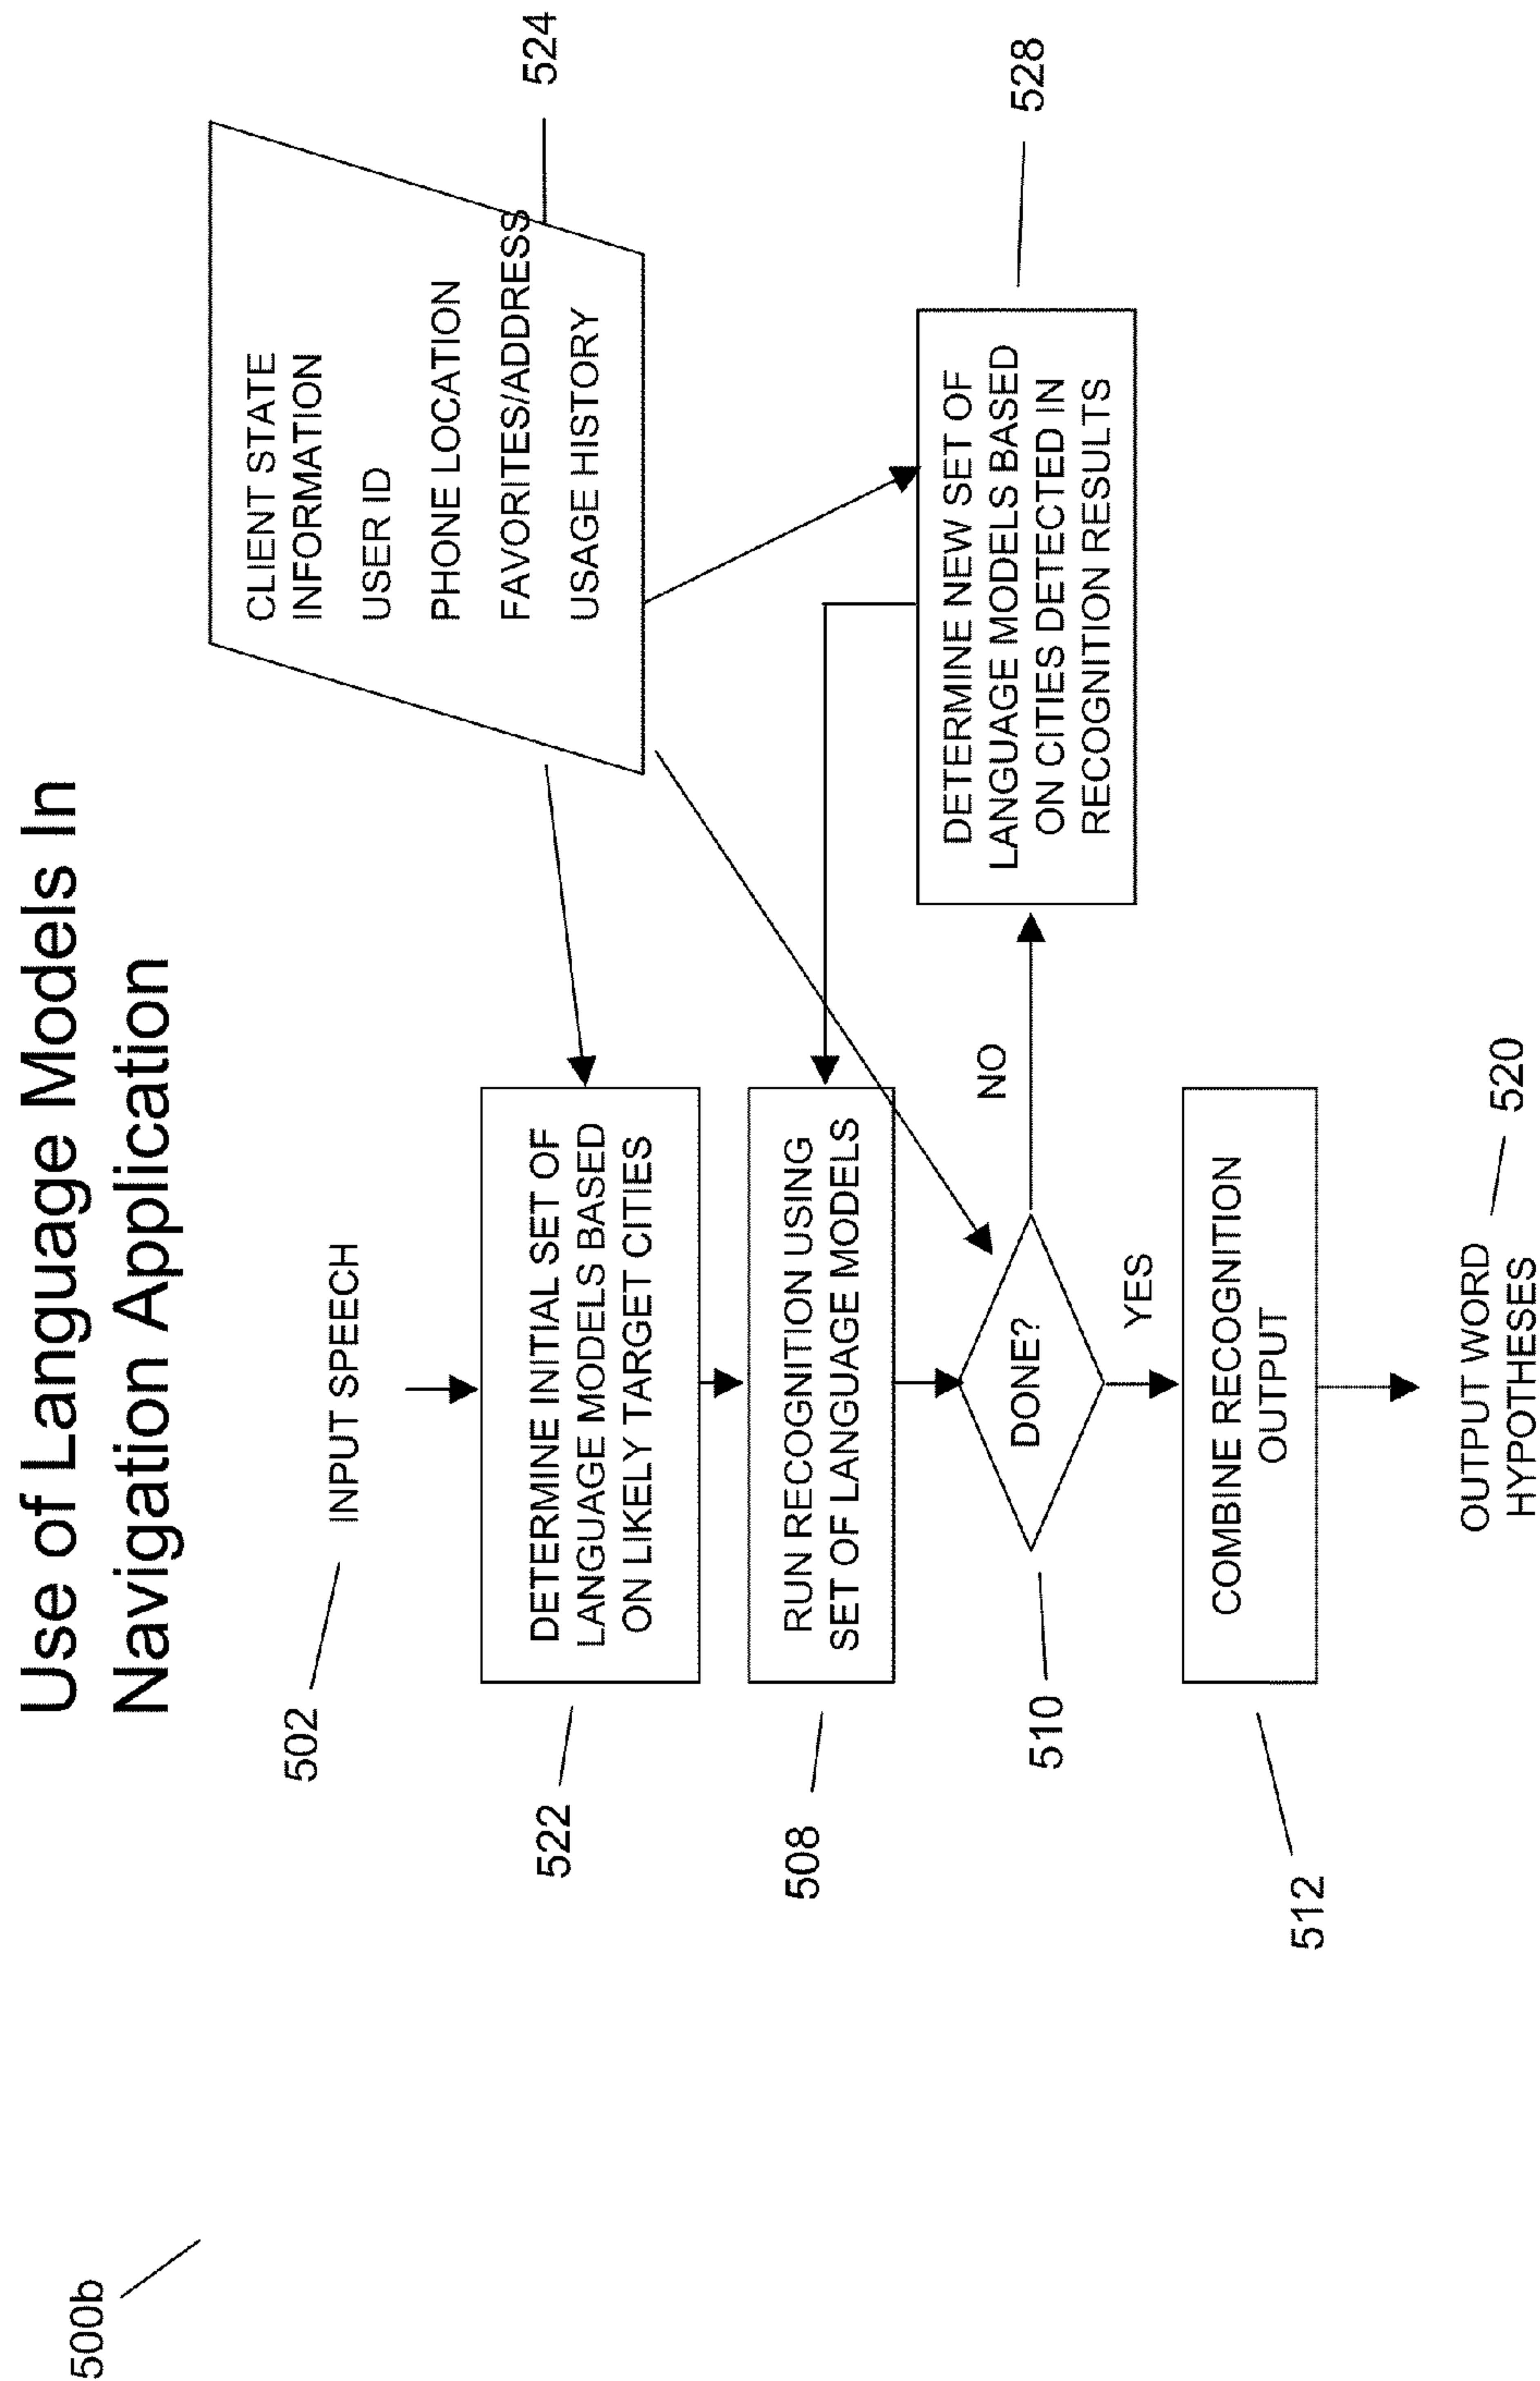 Use of Language Models In
Navigation Application
500b
502
INPUT SPEECH
CLIENT STATE
INFORMATION
USER ID
PHONE LOCATION
FAVORITES/ADDRESS
USAGE HISTORY
524
522
DETERMINE INITIAL SET OF
LANGUAGE MODELS BASED
ON LIKELY TARGET CITIES
508
RUN RECOGNITION USING
SET OF LANGUAGE MODELS
510
DONE?
NO
DETERMINE NEW SET OF
LANGUAGE MODELS BASED
ON CITIES DETECTED IN
RECOGNITION RESULTS
528
YES
512
COMBINE RECOGNITION
OUTPUT
OUTPUT WORD
HYPOTHESES
520